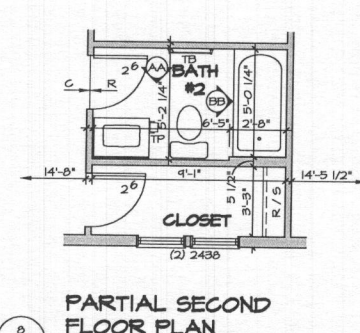 TB
2⁶
AA
BATH
#2
C
R
5'-2 1/4"
BB
5'-0 1/4"
6'-5"
2'-8"
TP
14'-8"
9'-1"
14'-5 1/2"
2⁶
5 1/2"
3'-3"
R/S
CLOSET
(2) 2438
PARTIAL SECOND
8
FLOOR PLAN